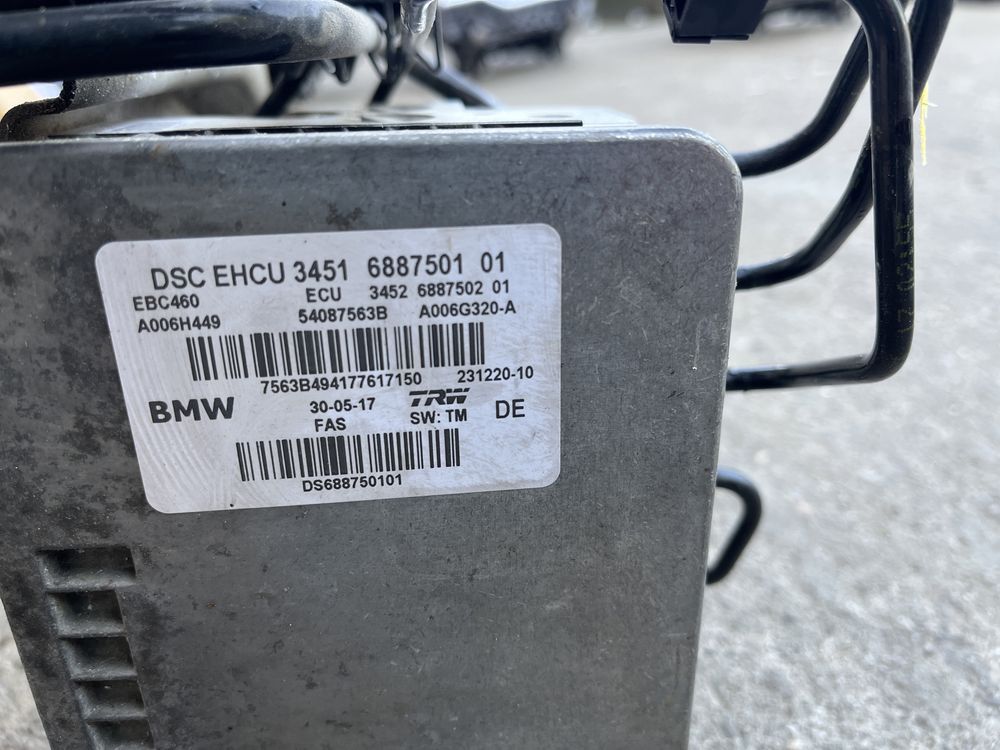 DSC EHCU 3451 6887501 01
EBC460 ECU 3452 6887502 01
A006H449 54087563B A006G320-A
7563B494177617150 231220-10
BMW 30-05-17 TRW DE
FAS SW: TM
DS688750101